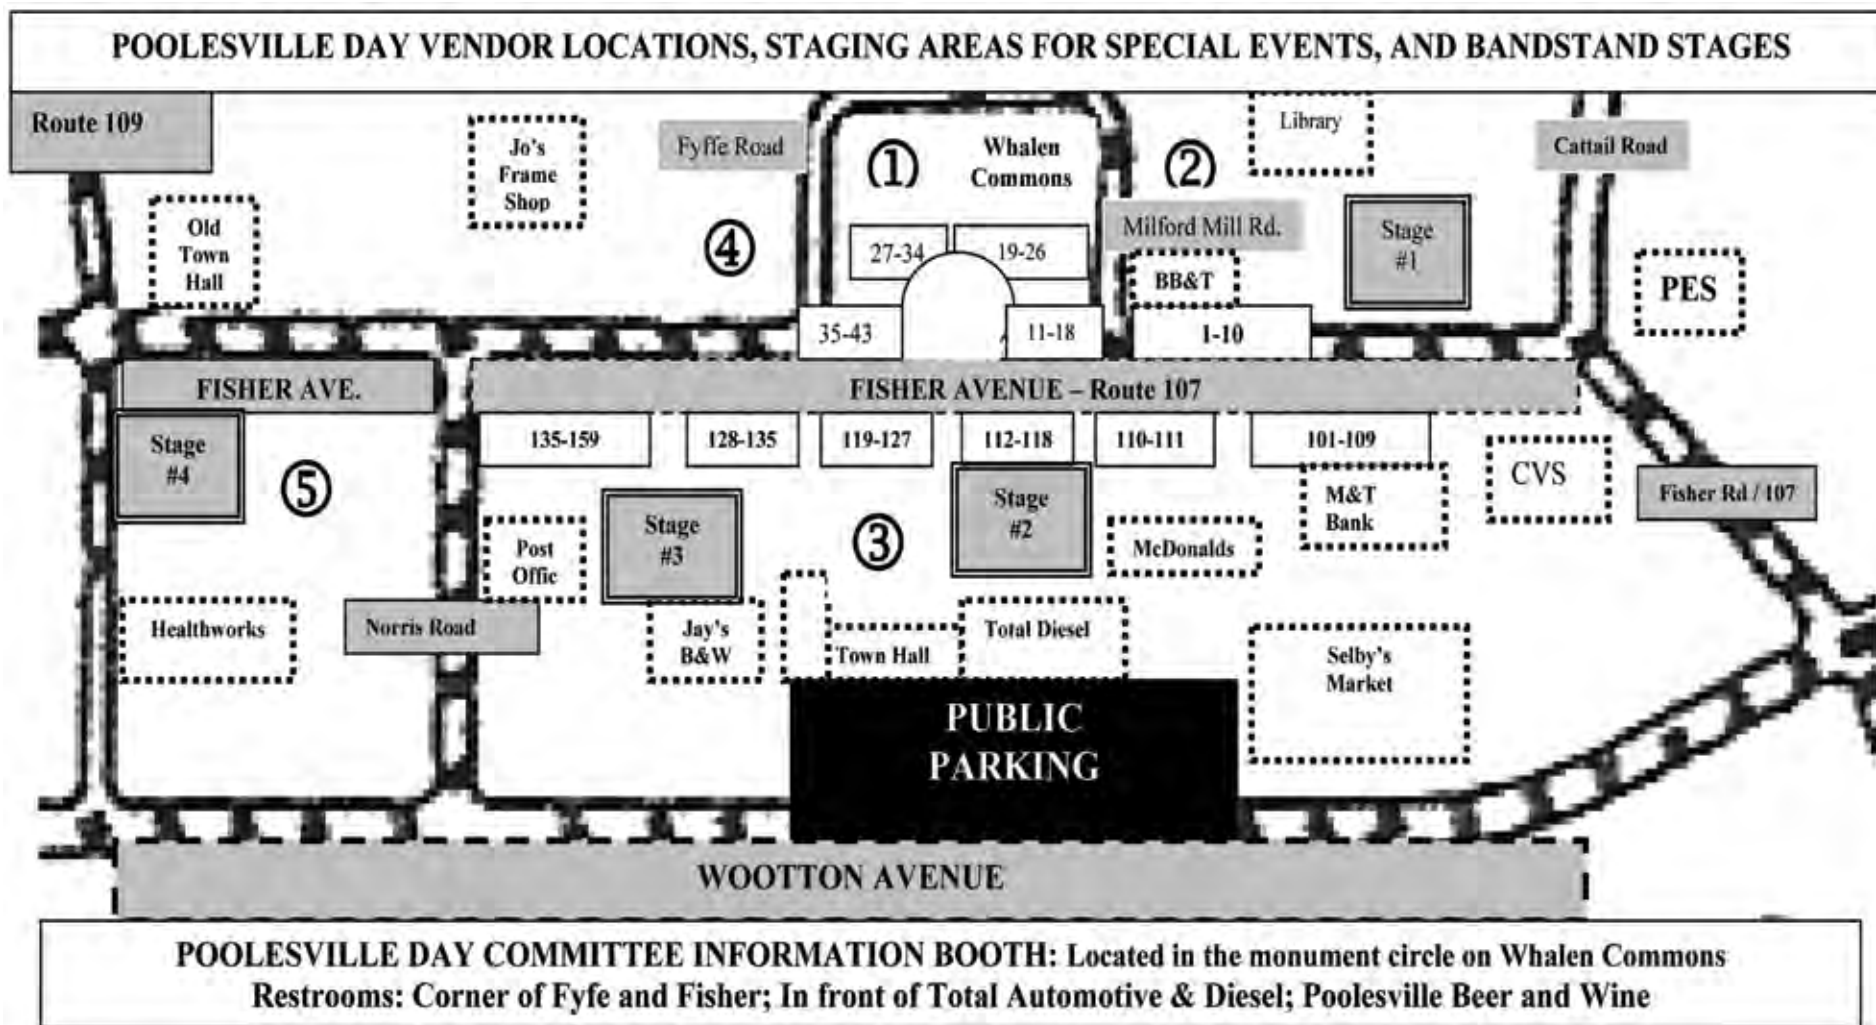 POOLESVILLE DAY VENDOR LOCATIONS, STAGING AREAS FOR SPECIAL EVENTS, AND BANDSTAND STAGES
Route 109
Jo's
Frame
Shop
Fyffe Road
①
Whalen
Commons
②
Library
Cattail Road
Old
Town
Hall
④
27-34
19-26
Milford Mill Rd.
BB&T
Stage
#1
PES
35-43
11-18
1-10
FISHER AVE.
FISHER AVENUE – Route 107
Stage
#4
⑤
135-159
128-135
119-127
112-118
110-111
101-109
CVS
Fisher Rd / 107
Post
Offic
Stage
#3
③
Stage
#2
McDonalds
M&T
Bank
Healthworks
Norris Road
Jay's
B&W
Town Hall
Total Diesel
Selby's
Market
PUBLIC
PARKING
WOOTTON AVENUE
POOLESVILLE DAY COMMITTEE INFORMATION BOOTH: Located in the monument circle on Whalen Commons
Restrooms: Corner of Fyfe and Fisher; In front of Total Automotive & Diesel; Poolesville Beer and Wine